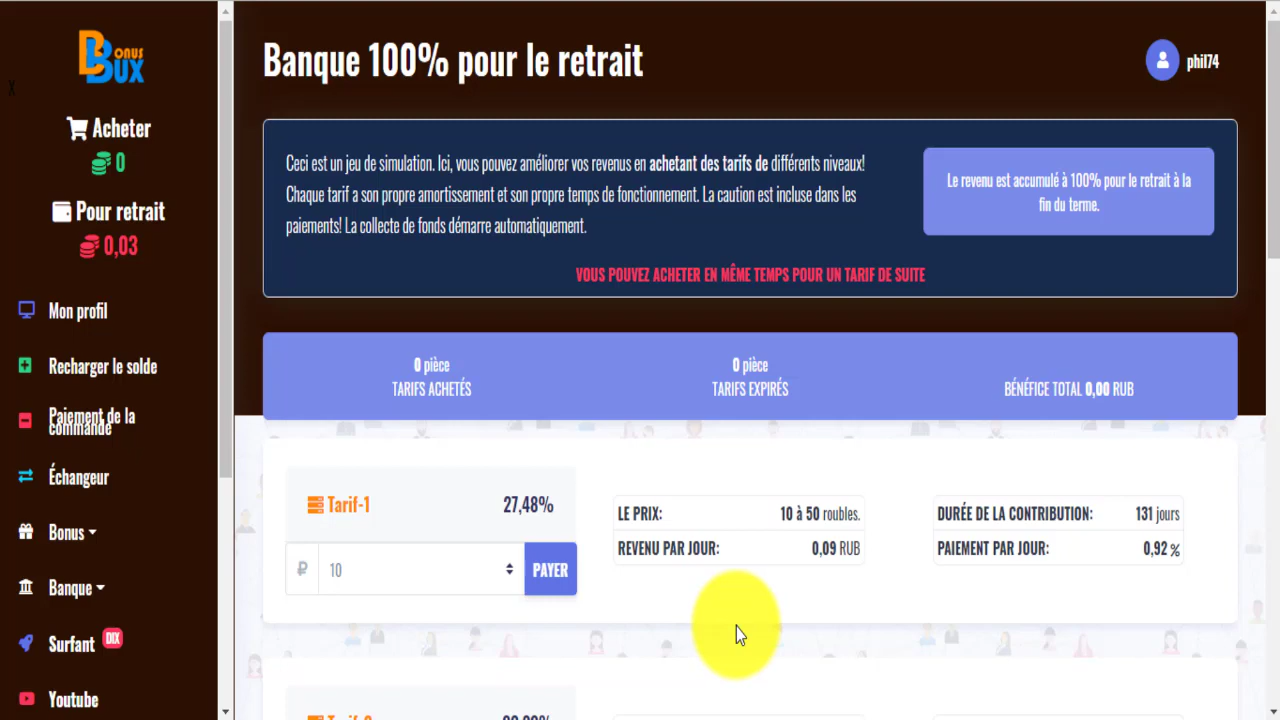 Bonus
Bux
Acheter
0
Pour retrait
0,03
Mon profil
Recharger le solde
Paiement de la
commande
Échangeur
Bonus
Banque
Surfant DIX
Youtube
Banque 100% pour le retrait
phil74
Ceci est un jeu de simulation. Ici, vous pouvez améliorer vos revenus en achetant des tarifs de différents niveaux!
Chaque tarif a son propre amortissement et son propre temps de fonctionnement. La caution est incluse dans les
paiements! La collecte de fonds démarre automatiquement.
Le revenu est accumulé à 100% pour le retrait à la
fin du terme.
VOUS POUVEZ ACHETER EN MÊME TEMPS POUR UN TARIF DE SUITE
0 pièce
TARIFS ACHETÉS
0 pièce
TARIFS EXPIRÉS
BÉNÉFICE TOTAL 0,00 RUB
Tarif-1 27,48%
₽ 10 PAYER
LE PRIX: 10 à 50 roubles.
REVENU PAR JOUR: 0,09 RUB
DURÉE DE LA CONTRIBUTION: 131 jours
PAIEMENT PAR JOUR: 0,92 %